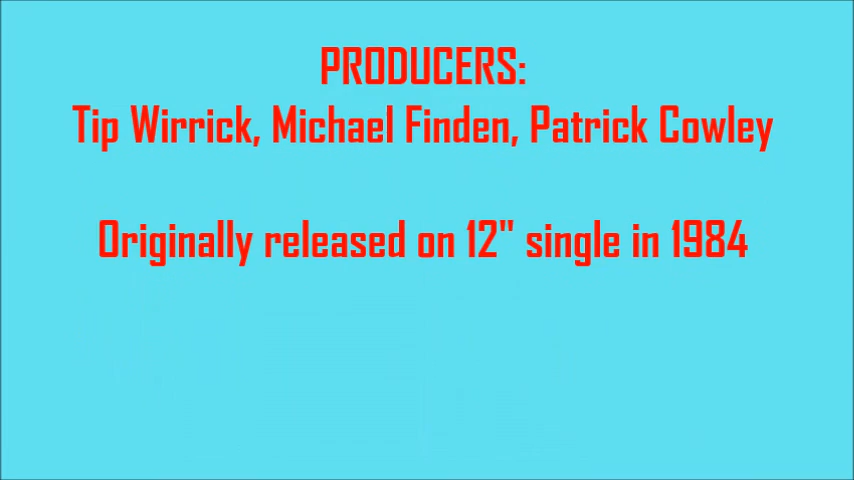 PRODUCERS:
Tip Wirrick, Michael Finden, Patrick Cowley
Originally released on 12" single in 1984